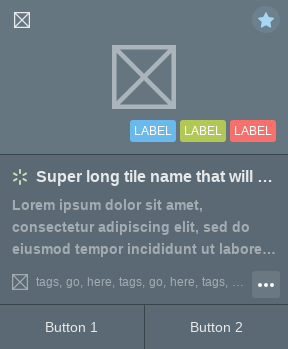 LABEL LABEL LABEL
Super long tile name that will …
Lorem ipsum dolor sit amet,
consectetur adipiscing elit, sed do
eiusmod tempor incididunt ut labore…
tags, go, here, tags, go, here, tags, …
Button 1 Button 2